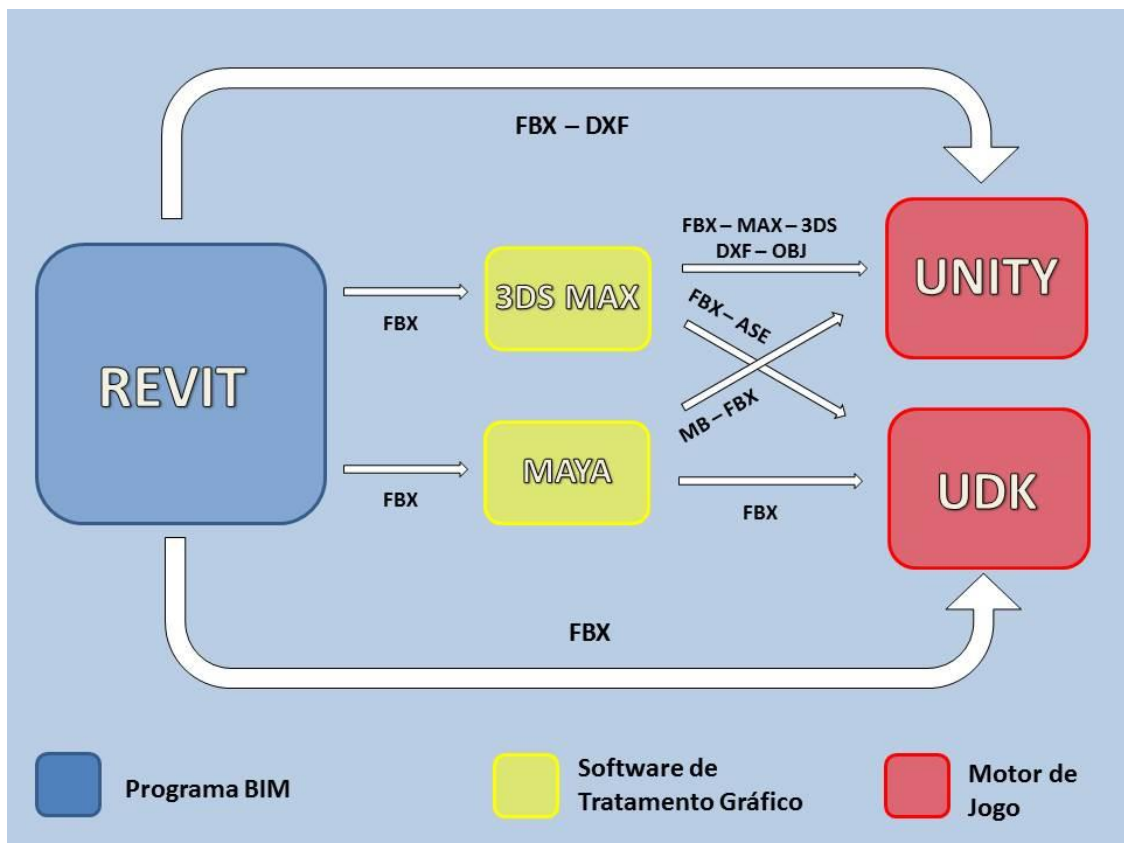 FBX – DXF
FBX – MAX – 3DS
DXF – OBJ
UNITY
3DS MAX
FBX
FBX – ASE
REVIT
MB – FBX
MAYA
FBX
FBX
UDK
FBX
Programa BIM
Software de
Tratamento Gráfico
Motor de
Jogo